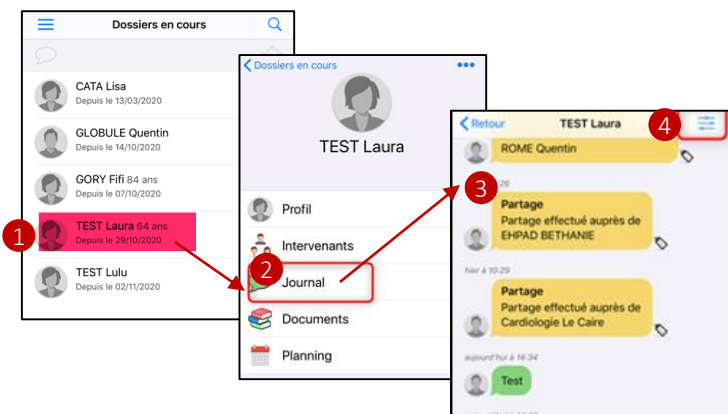 Dossiers en cours
CATA Lisa
Depuis le 13/03/2020
GLOBULE Quentin
Depuis le 14/10/2020
GORY Fifi 84 ans
Depuis le 07/10/2020
1
TEST Laura 64 ans
Depuis le 29/10/2020
TEST Lulu
Depuis le 02/11/2020
Dossiers en cours
TEST Laura
Profil
Intervenants
2
Journal
Documents
Planning
Retour
TEST Laura
4
ROME Quentin
3
Partage
Partage effectué auprès de
EHPAD BETHANIE
hier à 10:29
Partage
Partage effectué auprès de
Cardiologie Le Caire
aujourd'hui à 14:34
Test